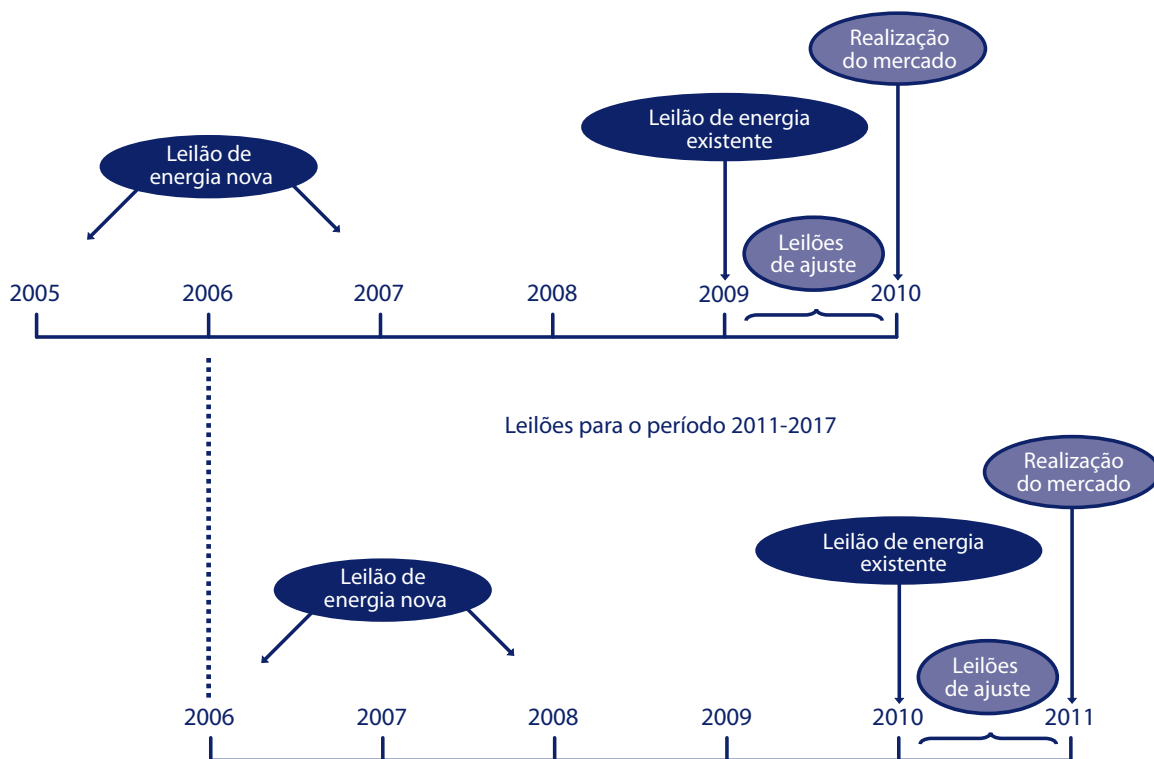 Realização
do mercado
Leilão de energia
existente
Leilão de
energia nova
Leilões
de ajuste
2005 2006 2007 2008 2009 2010
Leilões para o período 2011-2017
Realização
do mercado
Leilão de energia
existente
Leilão de
energia nova
Leilões
de ajuste
2006 2007 2008 2009 2010 2011